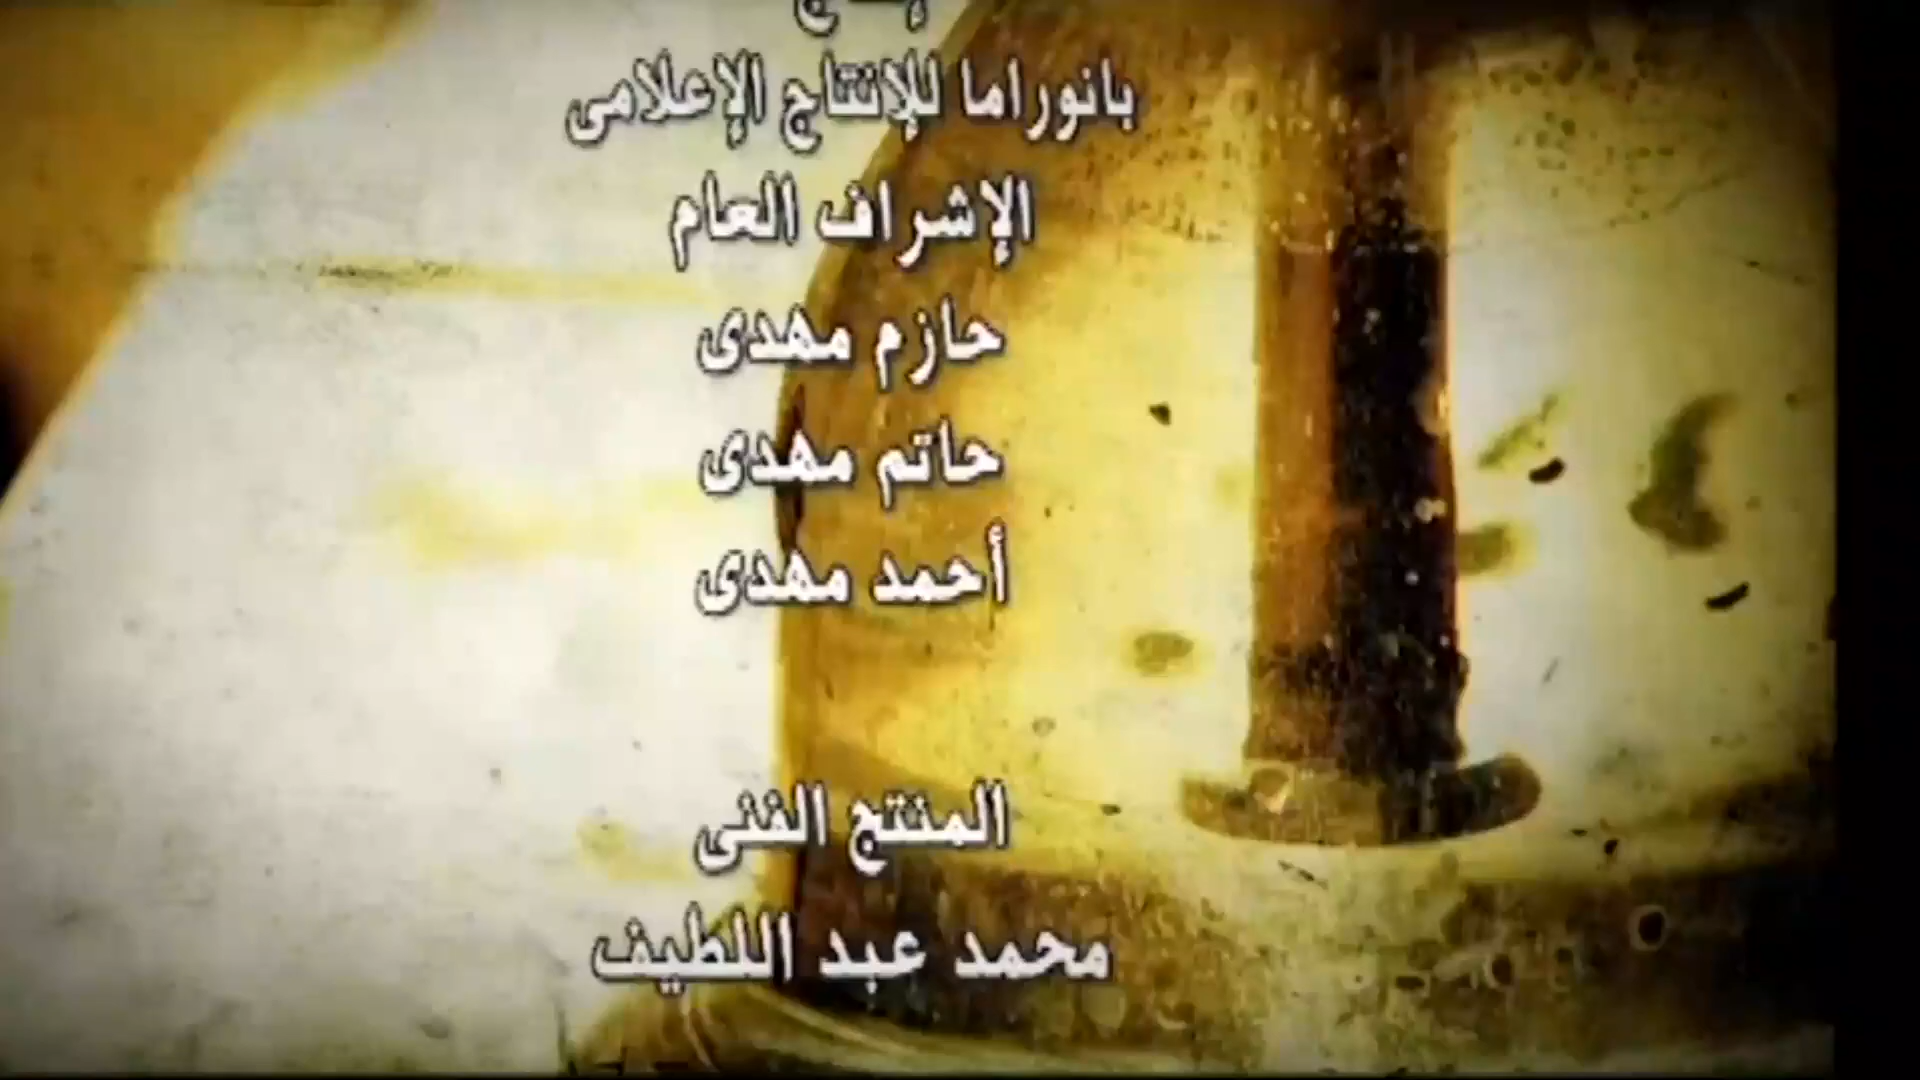 بانوراما للإنتاج الإعلامى
الإشراف العام
حازم مهدى
حاتم مهدى
أحمد مهدى
المنتج الفنى
محمد عبد اللطيف